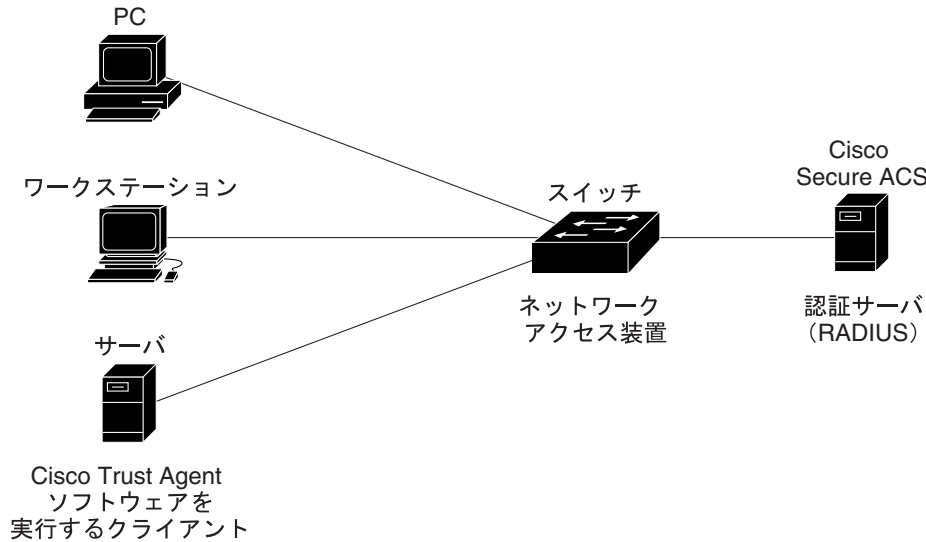 PC
ワークステーション
サーバ
Cisco Trust Agent
ソフトウェアを
実行するクライアント
スイッチ
ネットワーク
アクセス装置
Cisco
Secure ACS
認証サーバ
（RADIUS）